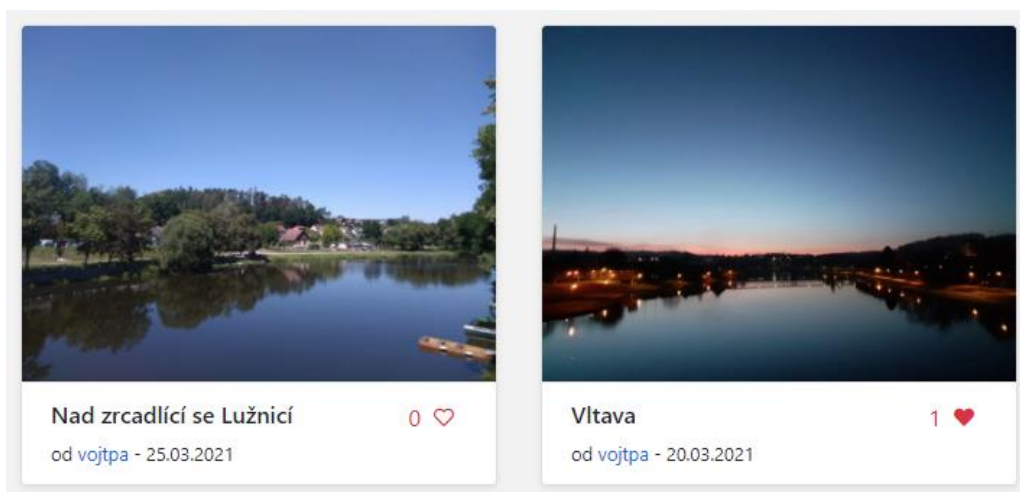 Nad zrcadlící se Lužnicí 0
od vojtpa - 25.03.2021
Vltava 1
od vojtpa - 20.03.2021